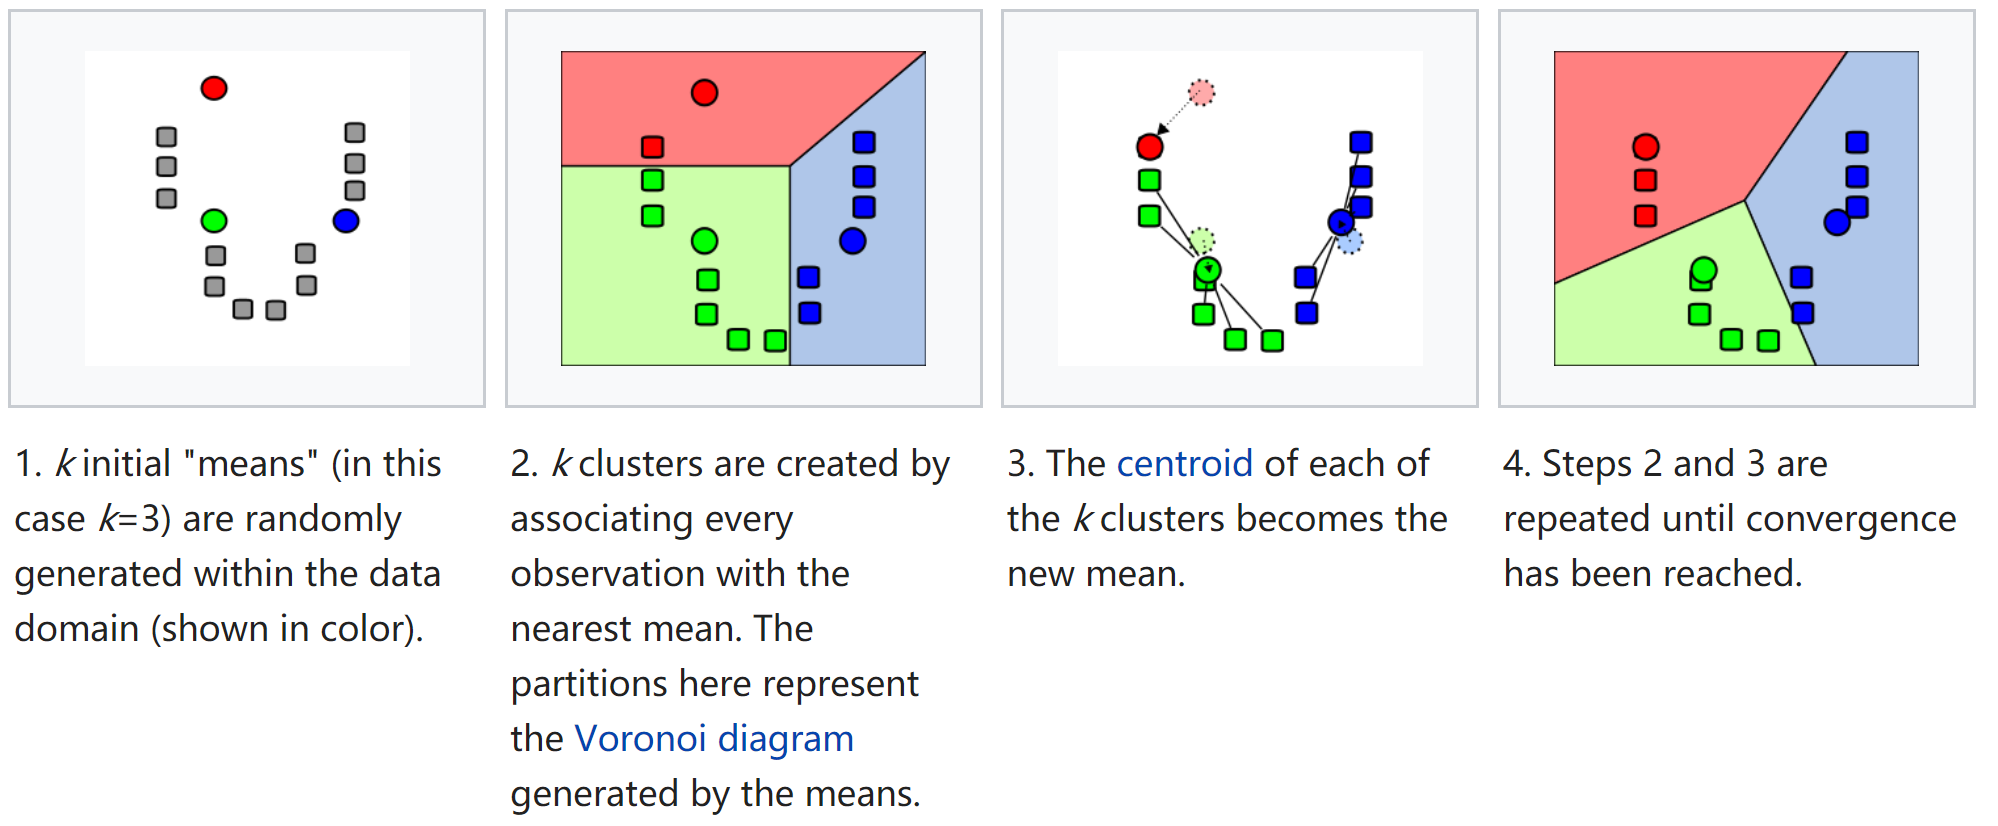 1. k initial "means" (in this
case k=3) are randomly
generated within the data
domain (shown in color).
2. k clusters are created by
associating every
observation with the
nearest mean. The
partitions here represent
the Voronoi diagram
generated by the means.
3. The centroid of each of
the k clusters becomes the
new mean.
4. Steps 2 and 3 are
repeated until convergence
has been reached.